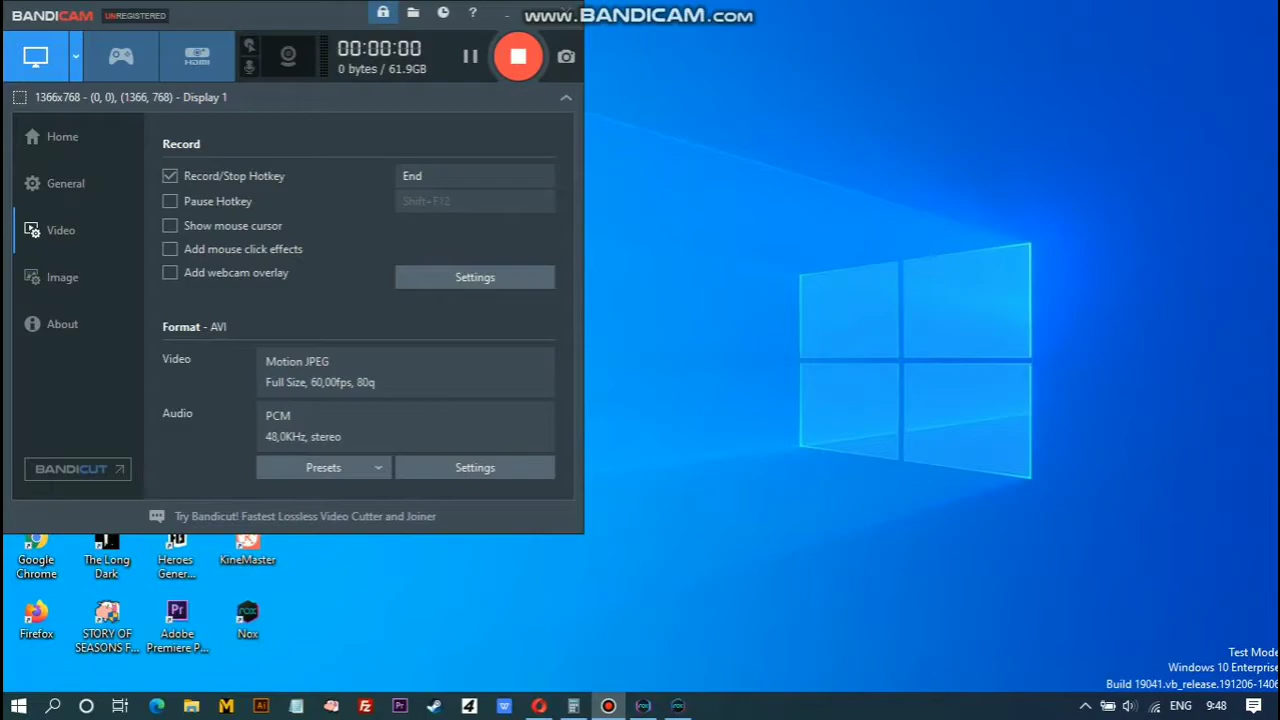 BANDICAM UNREGISTERED
www.BANDICAM.com
HDMI
00:00:00
0 bytes / 61.9GB
1366x768 - (0, 0), (1366, 768) - Display 1
Home
General
Video
Image
About
BANDICUT
Record
Record/Stop Hotkey End
Pause Hotkey Shift+F12
Show mouse cursor
Add mouse click effects
Add webcam overlay
Settings
Format - AVI
Video
Motion JPEG
Full Size, 60,00fps, 80q
Audio
PCM
48,0KHz, stereo
Presets Settings
Try Bandicut! Fastest Lossless Video Cutter and Joiner
Google Chrome
The Long Dark
Heroes Gener...
KineMaster
Firefox
STORY OF SEASONS F...
Adobe Premiere P...
Nox
Test Mode
Windows 10 Enterprise
Build 19041.vb_release.191206-1406
ENG 9:48